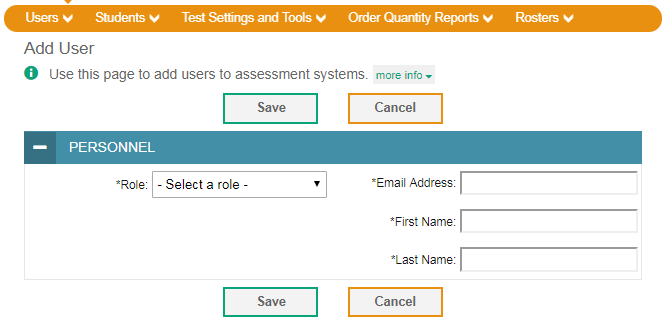 Users Students Test Settings and Tools Order Quantity Reports Rosters
Add User
Use this page to add users to assessment systems. more info
Save Cancel
PERSONNEL
*Role: - Select a role - *Email Address:
*First Name:
*Last Name:
Save Cancel